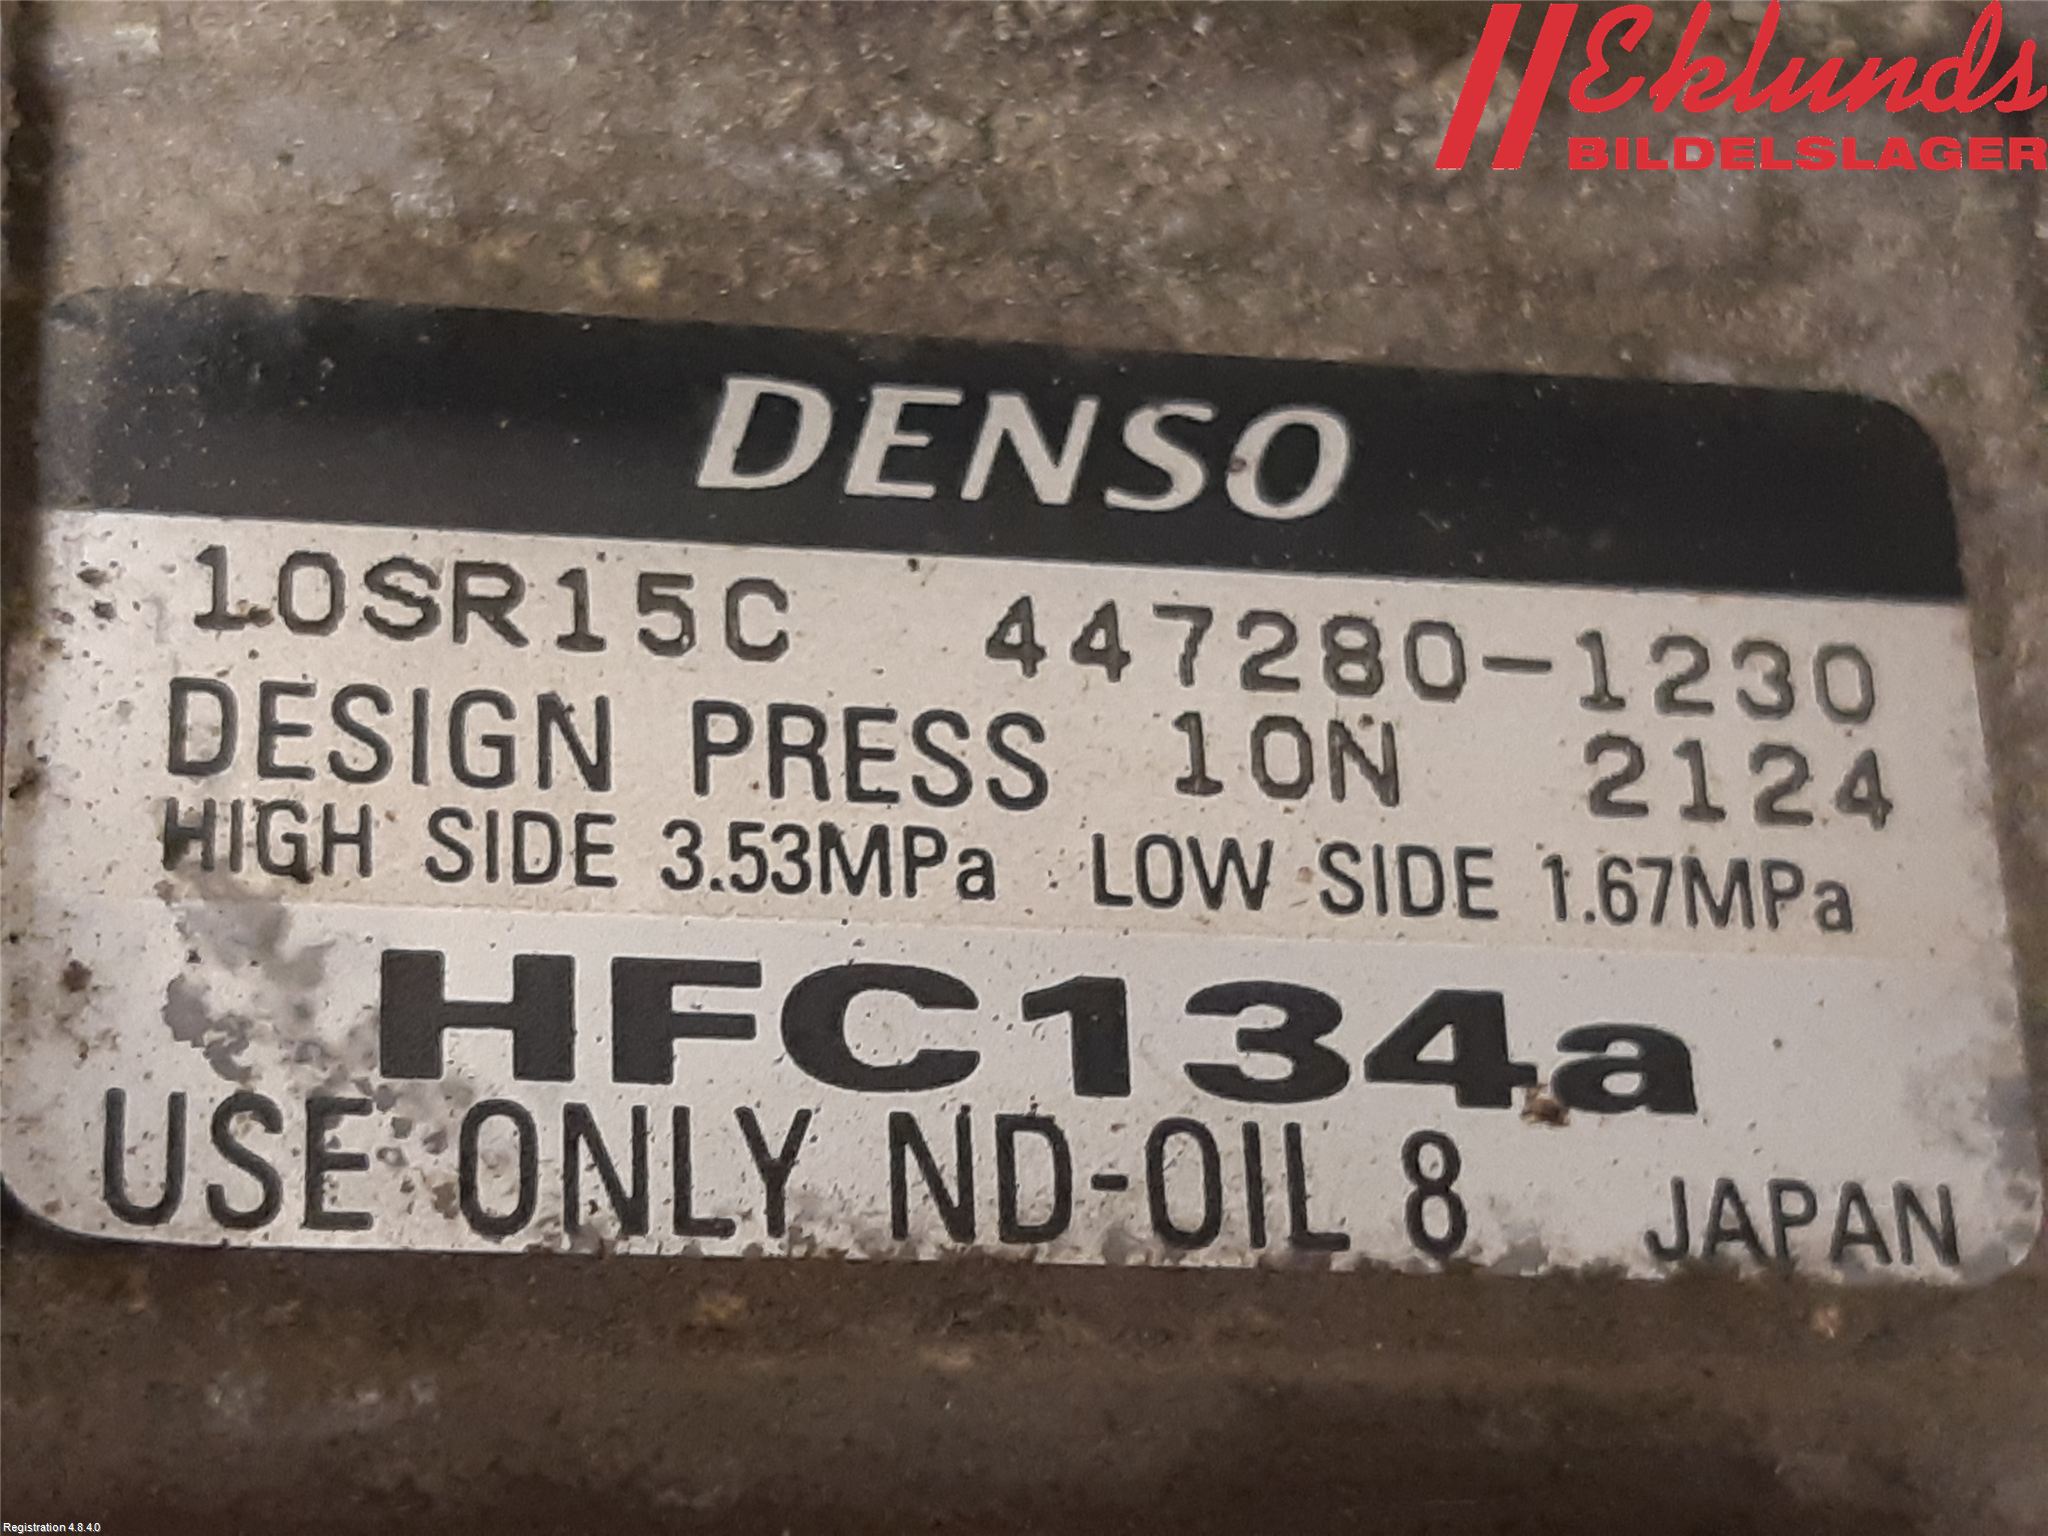 Eklunds
BILDELSLAGER
DENSO
10SR15C 447280-1230
DESIGN PRESS 10N 2124
HIGH SIDE 3.53MPa LOW SIDE 1.67MPa
HFC134a
USE ONLY ND-OIL 8 JAPAN
Registration 4.8.4.0